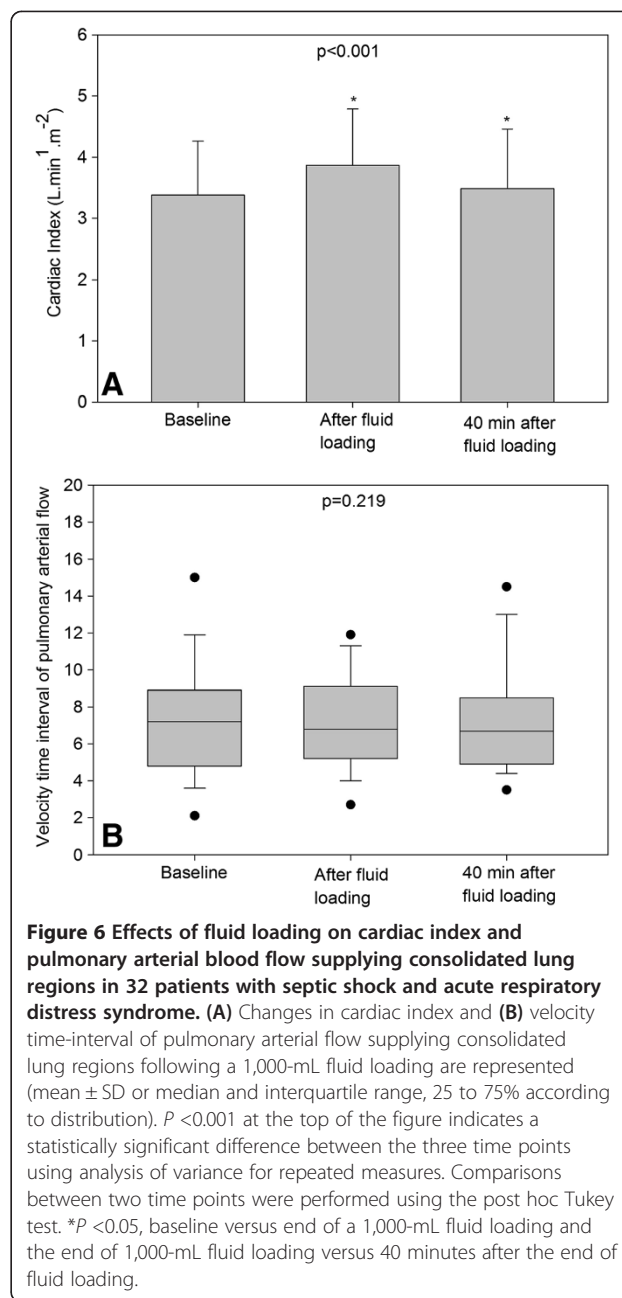 6
5
4
3
2
1
0
Cardiac Index (L.min¹.m⁻²)
p<0.001
*
*
A
Baseline
After fluid
loading
40 min after
fluid loading
20
18
16
14
12
10
8
6
4
2
0
Velocity time interval of pulmonary arterial flow
p=0.219
B
Baseline
After fluid
loading
40 min after
fluid loading
Figure 6 Effects of fluid loading on cardiac index and
pulmonary arterial blood flow supplying consolidated lung
regions in 32 patients with septic shock and acute respiratory
distress syndrome. (A) Changes in cardiac index and (B) velocity
time-interval of pulmonary arterial flow supplying consolidated
lung regions following a 1,000-mL fluid loading are represented
(mean ± SD or median and interquartile range, 25 to 75% according
to distribution). P <0.001 at the top of the figure indicates a
statistically significant difference between the three time points
using analysis of variance for repeated measures. Comparisons
between two time points were performed using the post hoc Tukey
test. *P <0.05, baseline versus end of a 1,000-mL fluid loading and
the end of 1,000-mL fluid loading versus 40 minutes after the end of
fluid loading.